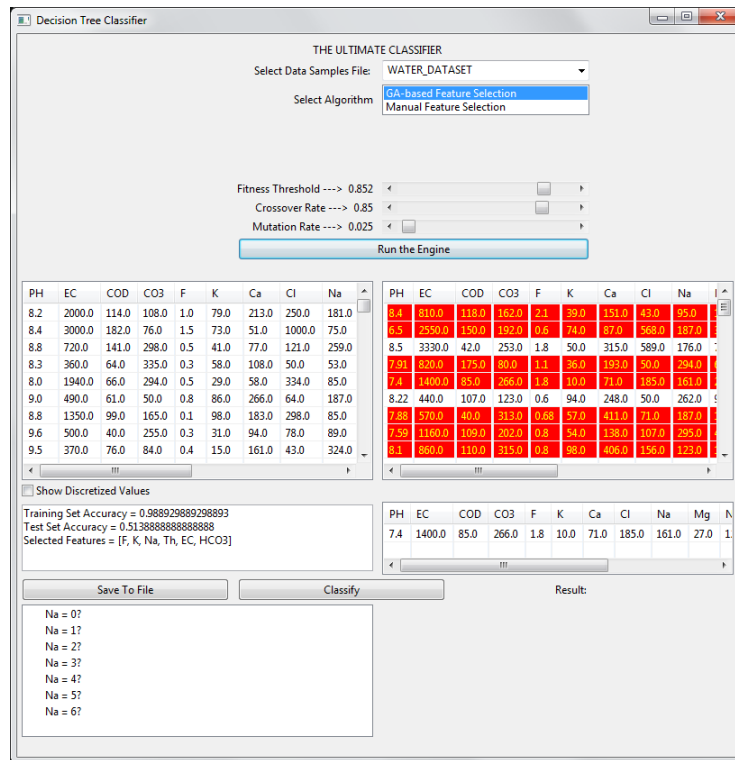 Decision Tree Classifier
THE ULTIMATE CLASSIFIER
Select Data Samples File: WATER_DATASET
Select Algorithm GA-based Feature Selection
Manual Feature Selection
Fitness Threshold ---> 0.852
Crossover Rate ---> 0.85
Mutation Rate ---> 0.025
Run the Engine
PH EC COD CO3 F K Ca Cl Na
8.2 2000.0 114.0 108.0 1.0 79.0 213.0 250.0 181.0
8.4 3000.0 182.0 76.0 1.5 73.0 51.0 1000.0 75.0
8.8 720.0 141.0 298.0 0.5 41.0 77.0 121.0 259.0
8.3 360.0 64.0 335.0 0.3 58.0 108.0 50.0 53.0
8.0 1940.0 66.0 294.0 0.5 29.0 58.0 334.0 85.0
9.0 490.0 61.0 50.0 0.8 86.0 266.0 64.0 187.0
8.8 1350.0 99.0 165.0 0.1 98.0 183.0 298.0 85.0
9.6 500.0 40.0 255.0 0.3 31.0 94.0 78.0 89.0
9.5 370.0 76.0 84.0 0.4 15.0 161.0 43.0 324.0
PH EC COD CO3 F K Ca Cl Na
8.4 810.0 118.0 162.0 2.1 39.0 151.0 43.0 95.0
6.5 2550.0 150.0 192.0 0.6 74.0 87.0 568.0 187.0
8.5 3330.0 42.0 253.0 1.8 50.0 315.0 589.0 176.0
7.91 820.0 175.0 80.0 1.1 36.0 193.0 50.0 294.0
7.4 1400.0 85.0 266.0 1.8 10.0 71.0 185.0 161.0
8.22 440.0 107.0 123.0 0.6 94.0 248.0 50.0 262.0
7.88 570.0 40.0 313.0 0.68 57.0 411.0 71.0 187.0
7.59 1160.0 109.0 202.0 0.8 54.0 138.0 107.0 295.0
8.1 860.0 110.0 315.0 0.8 98.0 406.0 156.0 123.0
Show Discretized Values
Training Set Accuracy = 0.988929889298893
Test Set Accuracy = 0.5138888888888888
Selected Features = [F, K, Na, Th, EC, HCO3]
PH EC COD CO3 F K Ca Cl Na Mg
7.4 1400.0 85.0 266.0 1.8 10.0 71.0 185.0 161.0 27.0
Save To File
Classify
Result:
Na = 0?
Na = 1?
Na = 2?
Na = 3?
Na = 4?
Na = 5?
Na = 6?